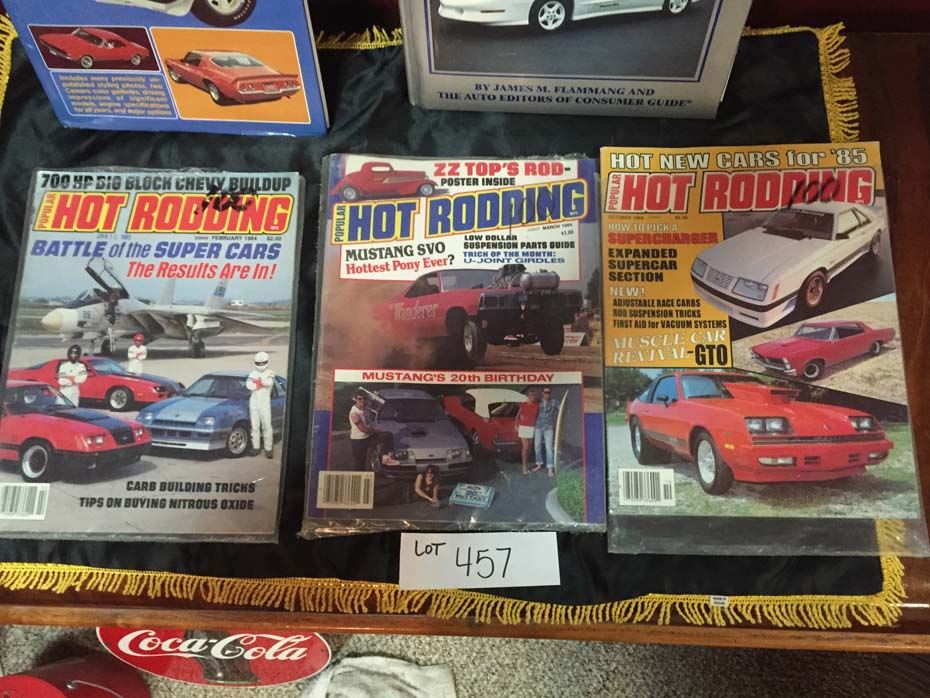 Includes many previously un-
published styling photos, two
Camaro color galleries, driving
impressions of significant
models, engine specifications
for all years, and major options
BY JAMES M. FLAMMANG AND
THE AUTO EDITORS OF CONSUMER GUIDE®
700 HP BIG BLOCK CHEVY BUILDUP
POPULAR
HOT RODDING
FEBRUARY 1984 $2.00
BATTLE of the SUPER CARS
The Results Are In!
CARB BUILDING TRICKS
TIPS ON BUYING NITROUS OXIDE
ZZ TOP'S ROD-
POSTER INSIDE
POPULAR
HOT RODDING
MARCH 1984
MUSTANG SVO
Hottest Pony Ever?
LOW DOLLAR
SUSPENSION PARTS GUIDE
TRICK OF THE MONTH:
U-JOINT GIRDLES
Wanderer
MUSTANG'S 20th BIRTHDAY
HOT NEW CARS for '85
POPULAR
HOT RODDING
OCTOBER 1984 $2.00
HOW TO PICK A
SUPERCHARGER
EXPANDED
SUPERCAR
SECTION
NEW!
ADJUSTABLE RACE CARBS
ROD SUSPENSION TRICKS
FIRST AID for VACUUM SYSTEMS
MUSCLE CAR
REVIVAL-GTO
LOT 457
Coca-Cola